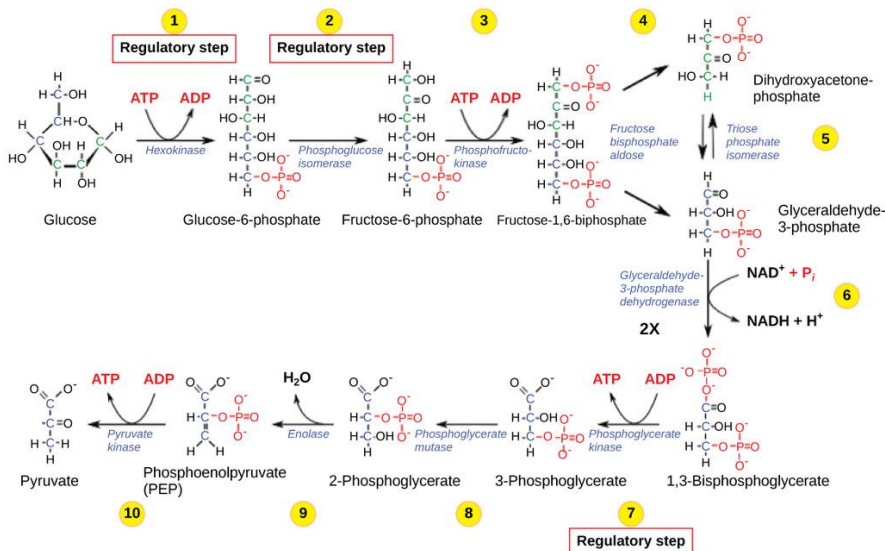 1
2
3
4
Regulatory step
Regulatory step
ATP
ADP
Hexokinase
Phosphoglucose
isomerase
ATP
ADP
Phosphofructo-
kinase
Fructose
bisphosphate
aldose
Dihydroxyacetone-
phosphate
Triose
phosphate
isomerase
5
Glucose
Glucose-6-phosphate
Fructose-6-phosphate
Fructose-1,6-biphosphate
Glyceraldehyde-
3-phosphate
Glyceraldehyde-
3-phosphate
dehydrogenase
NAD⁺ + Pᵢ
6
2X
NADH + H⁺
ATP
ADP
H₂O
ATP
ADP
Pyruvate
kinase
Enolase
Phosphoglycerate
mutase
Phosphoglycerate
kinase
Pyruvate
Phosphoenolpyruvate
(PEP)
2-Phosphoglycerate
3-Phosphoglycerate
1,3-Bisphosphoglycerate
10
9
8
7
Regulatory step